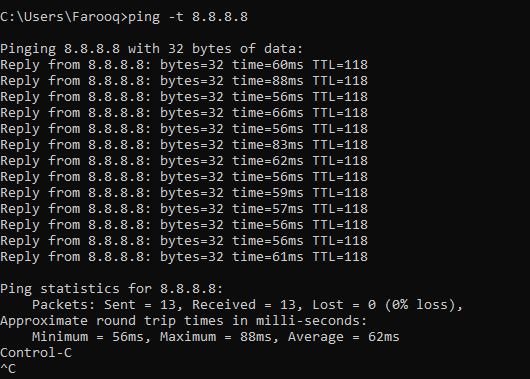 C:\Users\Farooq>ping -t 8.8.8.8
Pinging 8.8.8.8 with 32 bytes of data:
Reply from 8.8.8.8: bytes=32 time=60ms TTL=118
Reply from 8.8.8.8: bytes=32 time=88ms TTL=118
Reply from 8.8.8.8: bytes=32 time=56ms TTL=118
Reply from 8.8.8.8: bytes=32 time=66ms TTL=118
Reply from 8.8.8.8: bytes=32 time=56ms TTL=118
Reply from 8.8.8.8: bytes=32 time=83ms TTL=118
Reply from 8.8.8.8: bytes=32 time=62ms TTL=118
Reply from 8.8.8.8: bytes=32 time=56ms TTL=118
Reply from 8.8.8.8: bytes=32 time=59ms TTL=118
Reply from 8.8.8.8: bytes=32 time=57ms TTL=118
Reply from 8.8.8.8: bytes=32 time=56ms TTL=118
Reply from 8.8.8.8: bytes=32 time=56ms TTL=118
Reply from 8.8.8.8: bytes=32 time=61ms TTL=118
Ping statistics for 8.8.8.8:
    Packets: Sent = 13, Received = 13, Lost = 0 (0% loss),
Approximate round trip times in milli-seconds:
    Minimum = 56ms, Maximum = 88ms, Average = 62ms
Control-C
^C